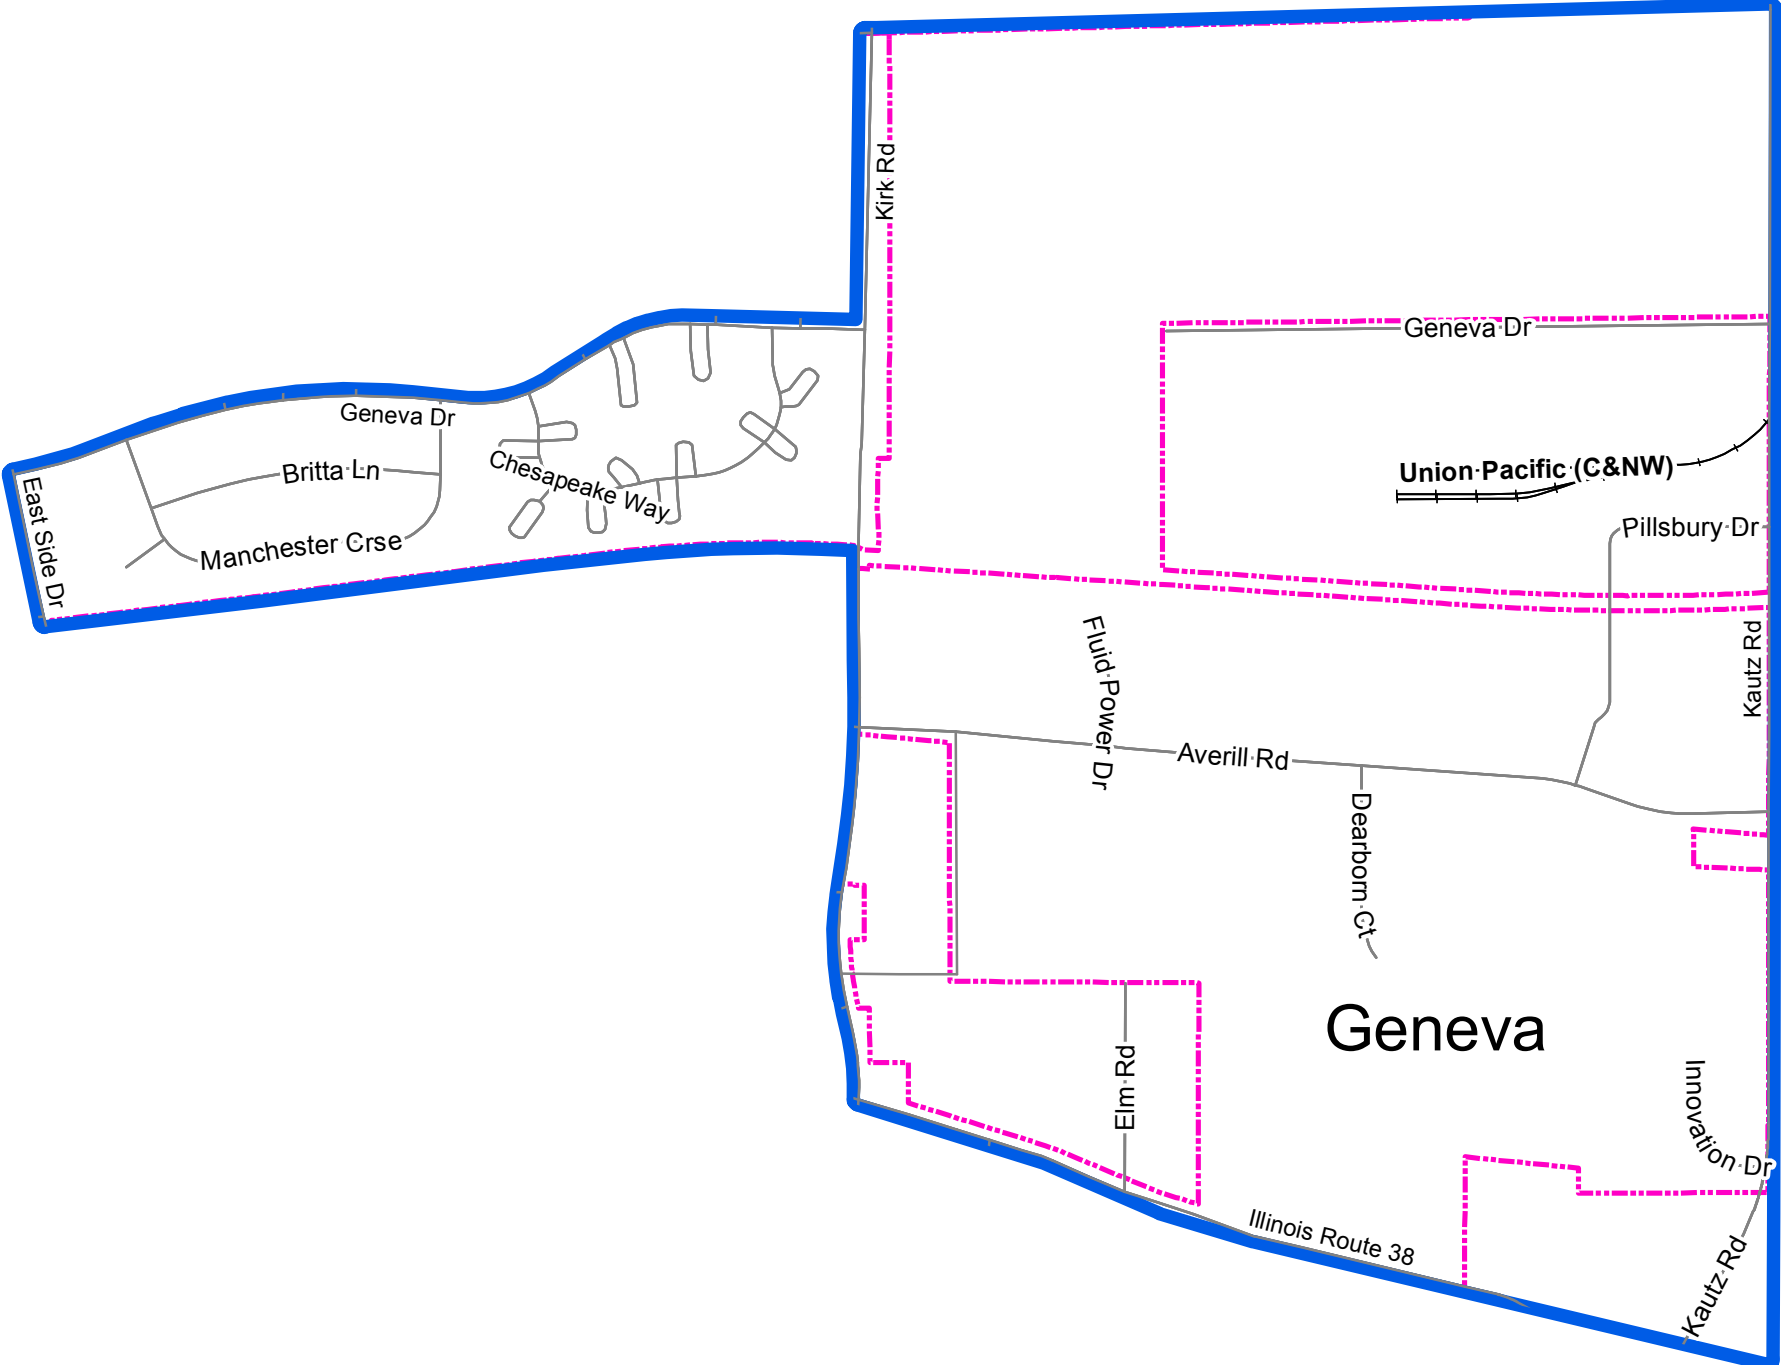 Kirk Rd
Geneva Dr
Geneva Dr
Britta Ln
Chesapeake Way
Union Pacific (C&NW)
East Side Dr
Manchester Crse
Pillsbury Dr
Fluid Power Dr
Kautz Rd
Averill Rd
Dearborn Ct
Geneva
Elm Rd
Innovation Dr
Illinois Route 38
Kautz Rd